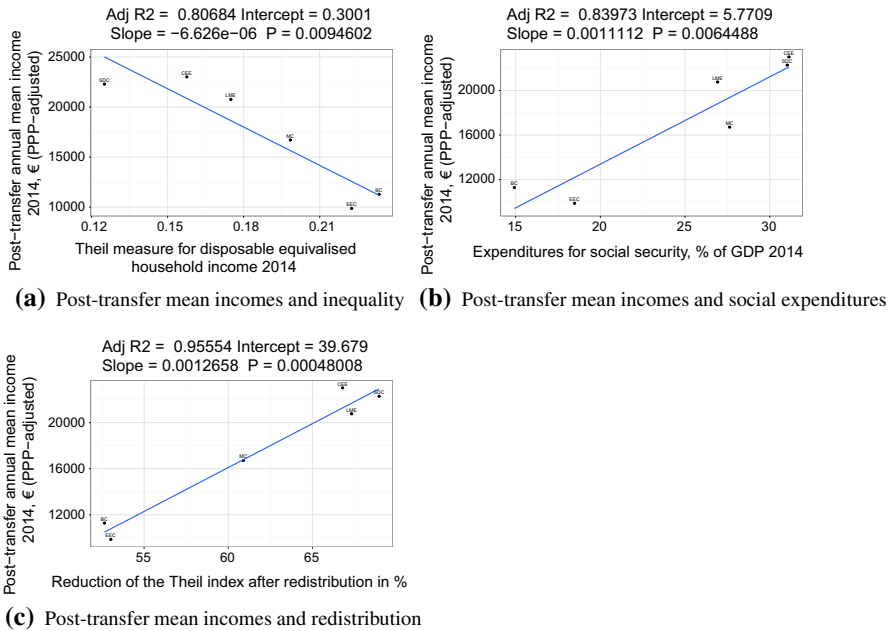 Adj R2 = 0.80684 Intercept = 0.3001
Slope = −6.626e−06 P = 0.0094602
Post−transfer annual mean income
2014, € (PPP−adjusted)
25000
20000
15000
10000
SDC
CEE
LME
MC
BC
EEC
0.12
0.15
0.18
0.21
Theil measure for disposable equivalised
household income 2014
(a) Post-transfer mean incomes and inequality
Adj R2 = 0.83973 Intercept = 5.7709
Slope = 0.0011112 P = 0.0064488
Post−transfer annual mean income
2014, € (PPP−adjusted)
20000
16000
12000
CEE
SDC
LME
MC
BC
EEC
15
20
25
30
Expenditures for social security, % of GDP 2014
(b) Post-transfer mean incomes and social expenditures
Adj R2 = 0.95554 Intercept = 39.679
Slope = 0.0012658 P = 0.00048008
Post−transfer annual mean income
2014, € (PPP−adjusted)
20000
16000
12000
CEE
SDC
LME
MC
BC
EEC
55
60
65
Reduction of the Theil index after redistribution in %
(c) Post-transfer mean incomes and redistribution